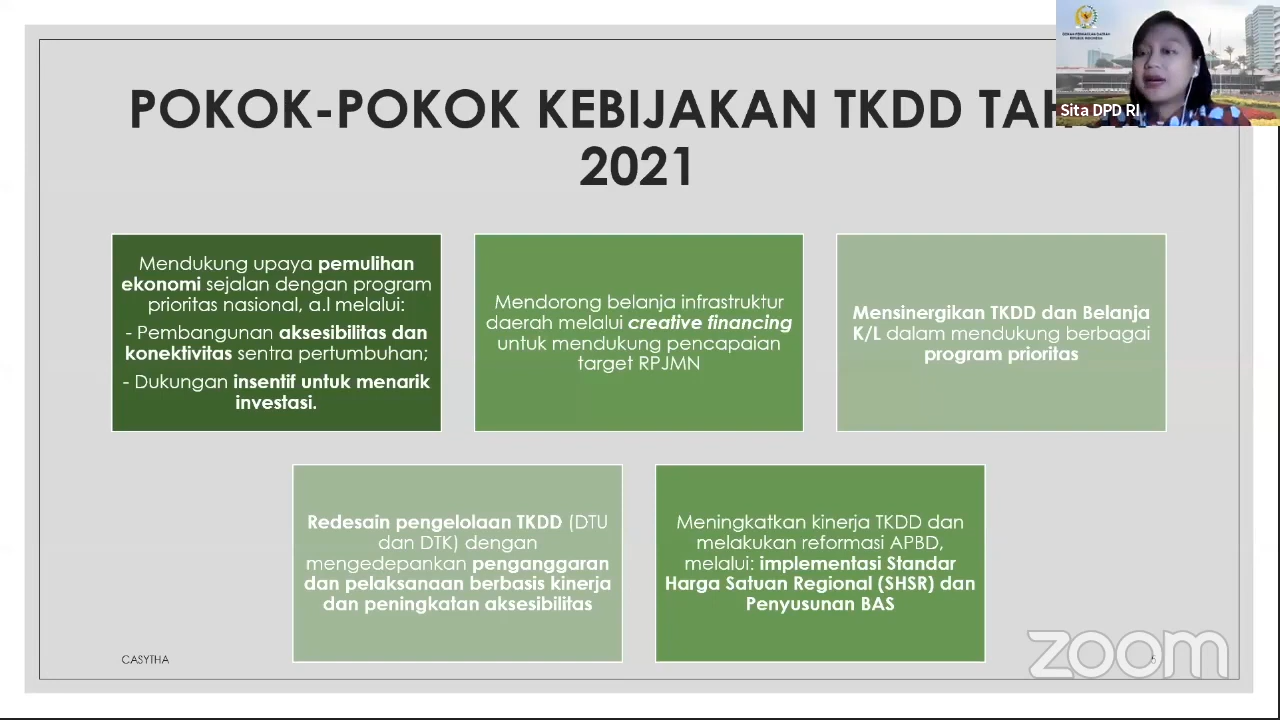 POKOK-POKOK KEBIJAKAN TKDD
2021
Sita DPD RI
Mendukung upaya pemulihan
ekonomi sejalan dengan program
prioritas nasional, a.l melalui:
- Pembangunan aksesibilitas dan
konektivitas sentra pertumbuhan;
- Dukungan insentif untuk menarik
investasi.
Mendorong belanja infrastruktur
daerah melalui creative financing
untuk mendukung pencapaian
target RPJMN
Mensinergikan TKDD dan Belanja
K/L dalam mendukung berbagai
program prioritas
Redesain pengelolaan TKDD (DTU
dan DTK) dengan
mengedepankan penganggaran
dan pelaksanaan berbasis kinerja
dan peningkatan aksesibilitas
Meningkatkan kinerja TKDD dan
melakukan reformasi APBD,
melalui: implementasi Standar
Harga Satuan Regional (SHSR) dan
Penyusunan BAS
CASYTHA
zoom